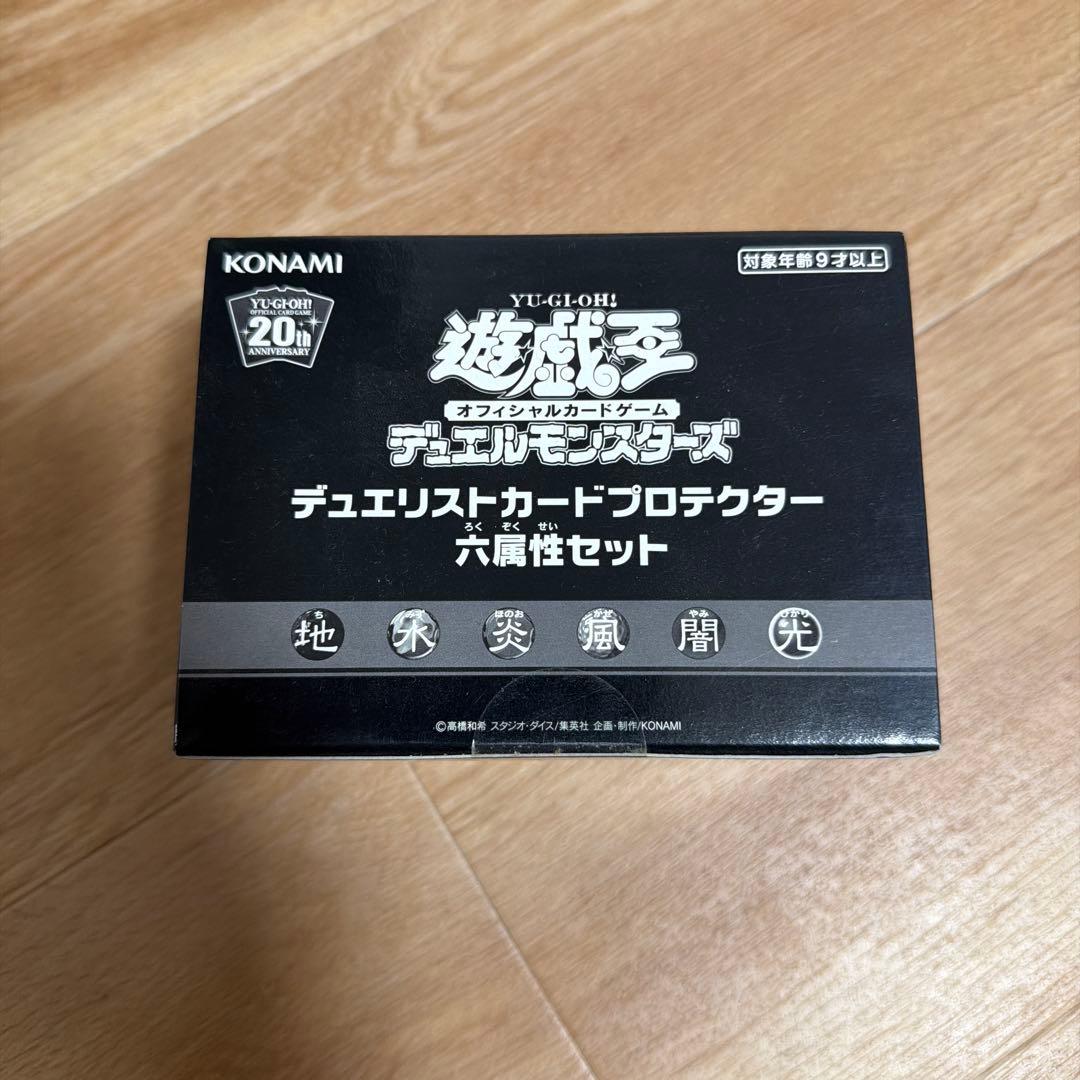 KONAMI
対象年齢9才以上
YU-GI-OH!
OFFICIAL CARD GAME
20th
ANNIVERSARY
YU-GI-OH!
遊戯王
オフィシャルカードゲーム
デュエルモンスターズ
デュエリストカードプロテクター
ろく ぞく せい
六属性セット
ち みず ほのお かぜ やみ ひかり
地 水 炎 風 闇 光
©高橋和希 スタジオ・ダイス/集英社 企画・制作/KONAMI